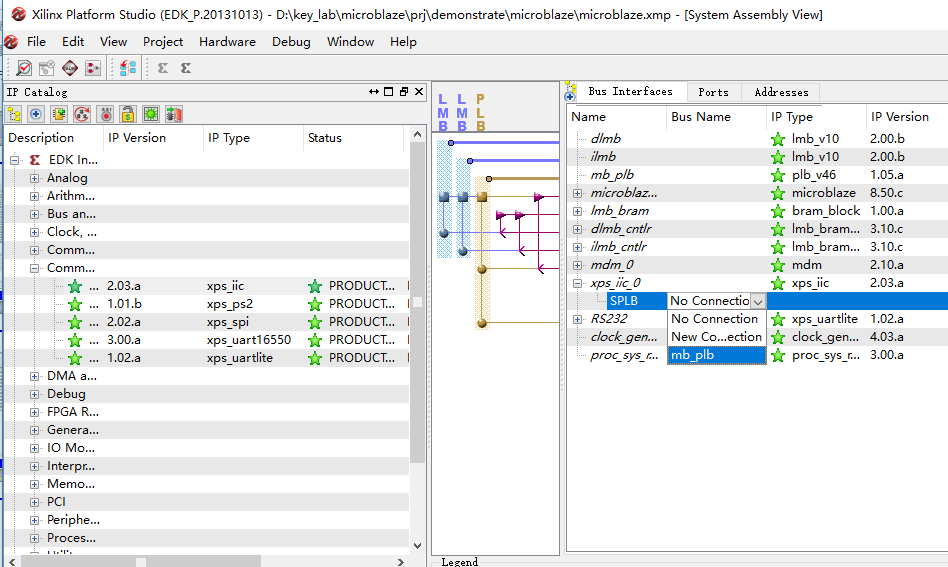 Xilinx Platform Studio (EDK_P.20131013) - D:\key_lab\microblaze\prj\demonstrate\microblaze\microblaze.xmp - [System Assembly View]
File Edit View Project Hardware Debug Window Help
IP Catalog
Description IP Version IP Type Status
EDK In...
Analog
Arithm...
Bus an...
Clock, ...
Comm...
Comm...
... 2.03.a xps_iic PRODUCT...
... 1.01.b xps_ps2 PRODUCT...
... 2.02.a xps_spi PRODUCT...
... 3.00.a xps_uart16550 PRODUCT...
... 1.02.a xps_uartlite PRODUCT...
DMA a...
Debug
FPGA R...
Genera...
IO Mo...
Interpr...
Memo...
PCI
Periphe...
Proces...
LMB LMB PLB
Legend
Bus Interfaces Ports Addresses
Name Bus Name IP Type IP Version
dlmb lmb_v10 2.00.b
ilmb lmb_v10 2.00.b
mb_plb plb_v46 1.05.a
microblaz... microblaze 8.50.c
lmb_bram bram_block 1.00.a
dlmb_cntlr lmb_bram... 3.10.c
ilmb_cntlr lmb_bram... 3.10.c
mdm_0 mdm 2.10.a
xps_iic_0 xps_iic 2.03.a
SPLB No Connectio
RS232 No Connection xps_uartlite 1.02.a
clock_gen... New Co...ection clock_gen... 4.03.a
proc_sys_r... mb_plb proc_sys_r... 3.00.a